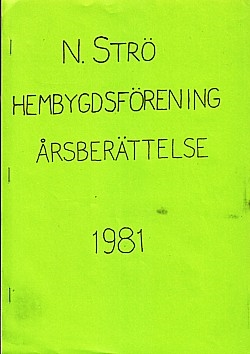 N. STRÖ
HEMBYGDSFÖRENING
ÅRSBERÄTTELSE
1981